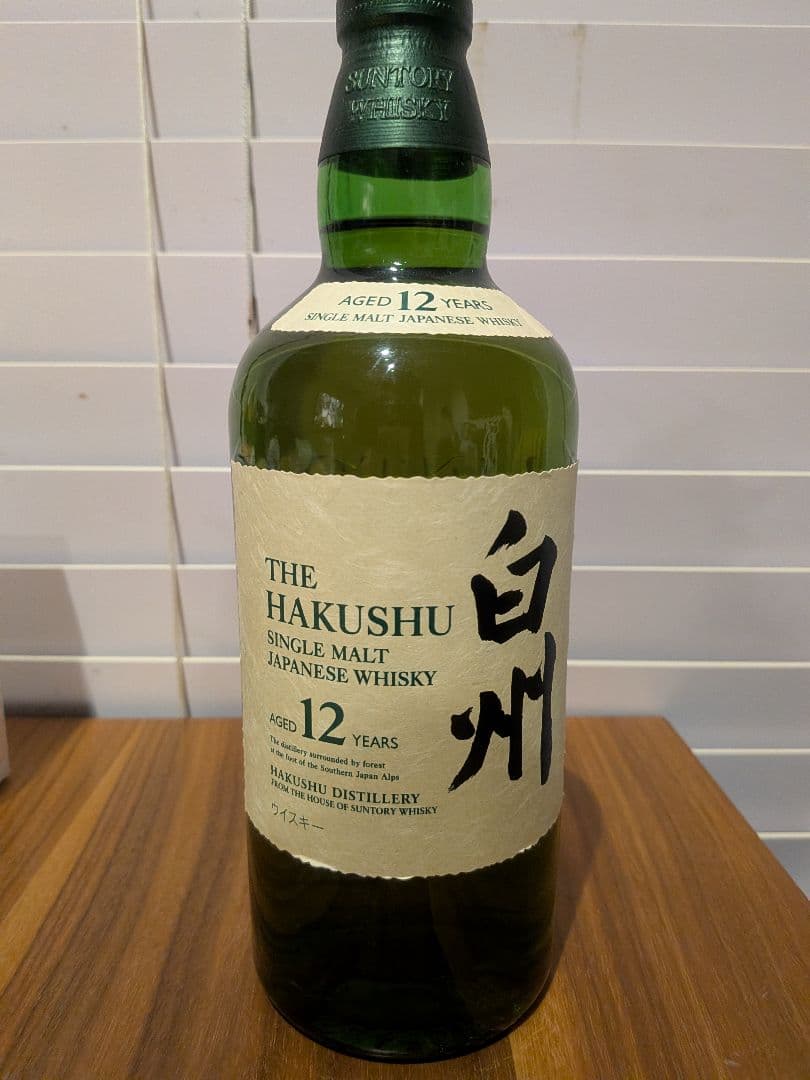 SUNTORY
WHISKY
AGED 12 YEARS
SINGLE MALT JAPANESE WHISKY
THE
HAKUSHU
SINGLE MALT
JAPANESE WHISKY
AGED 12 YEARS
The distillery surrounded by forest
at the foot of the Southern Japan Alps
HAKUSHU DISTILLERY
FROM THE HOUSE OF SUNTORY WHISKY
ウイスキー
白州